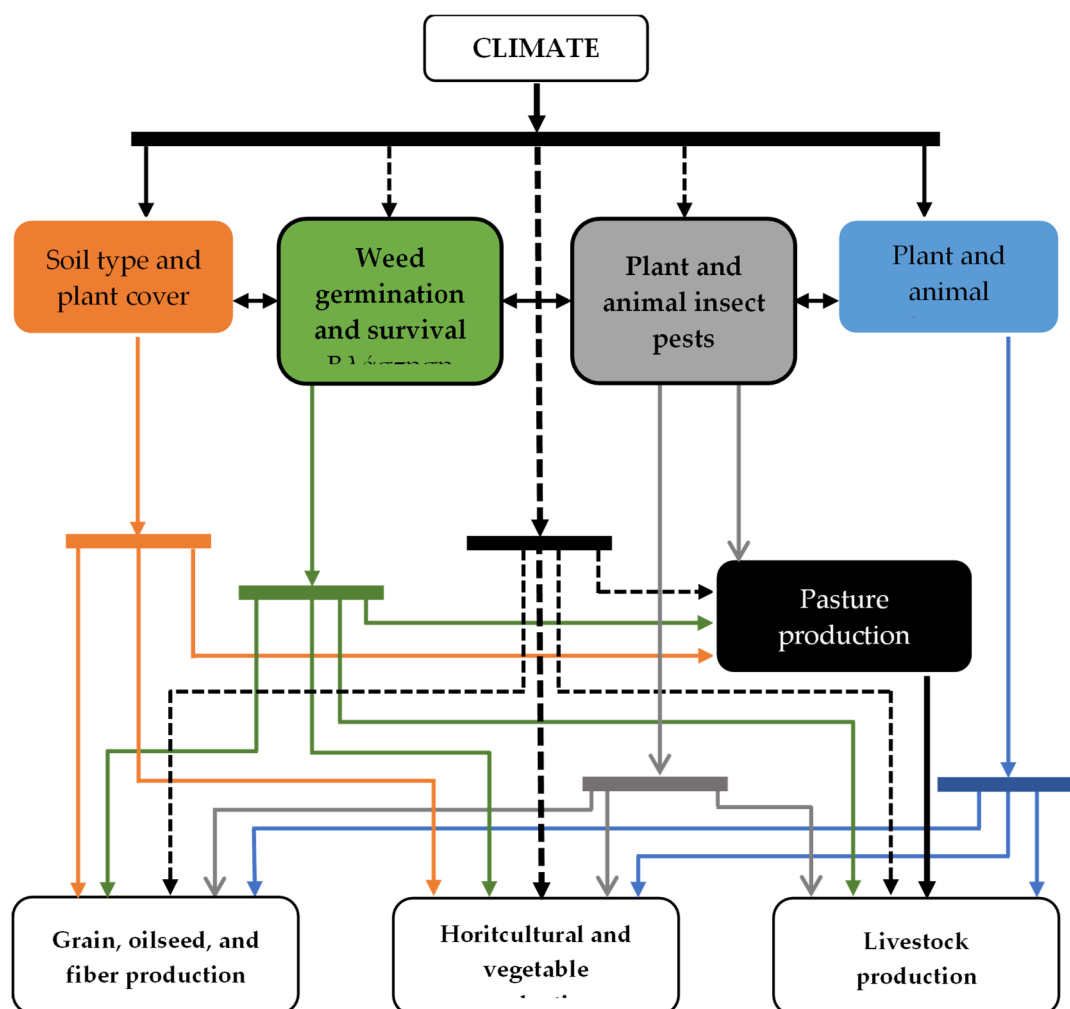 CLIMATE
Soil type and
plant cover
Weed
germination
and survival
Plant and
animal insect
pests
Plant and
animal
Pasture
production
Grain, oilseed, and
fiber production
Horitcultural and
vegetable
Livestock
production